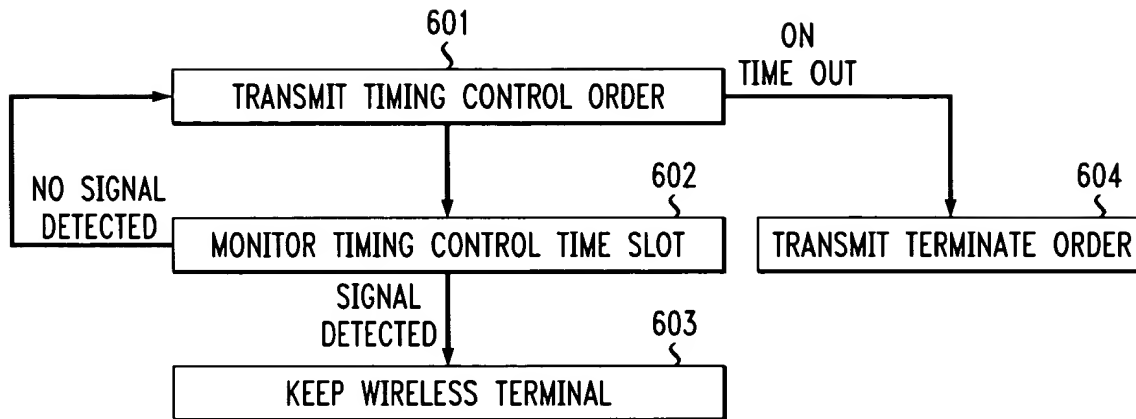 601
ON
TIME OUT
TRANSMIT TIMING CONTROL ORDER
NO SIGNAL
DETECTED
602
604
MONITOR TIMING CONTROL TIME SLOT
TRANSMIT TERMINATE ORDER
SIGNAL
DETECTED
603
KEEP WIRELESS TERMINAL